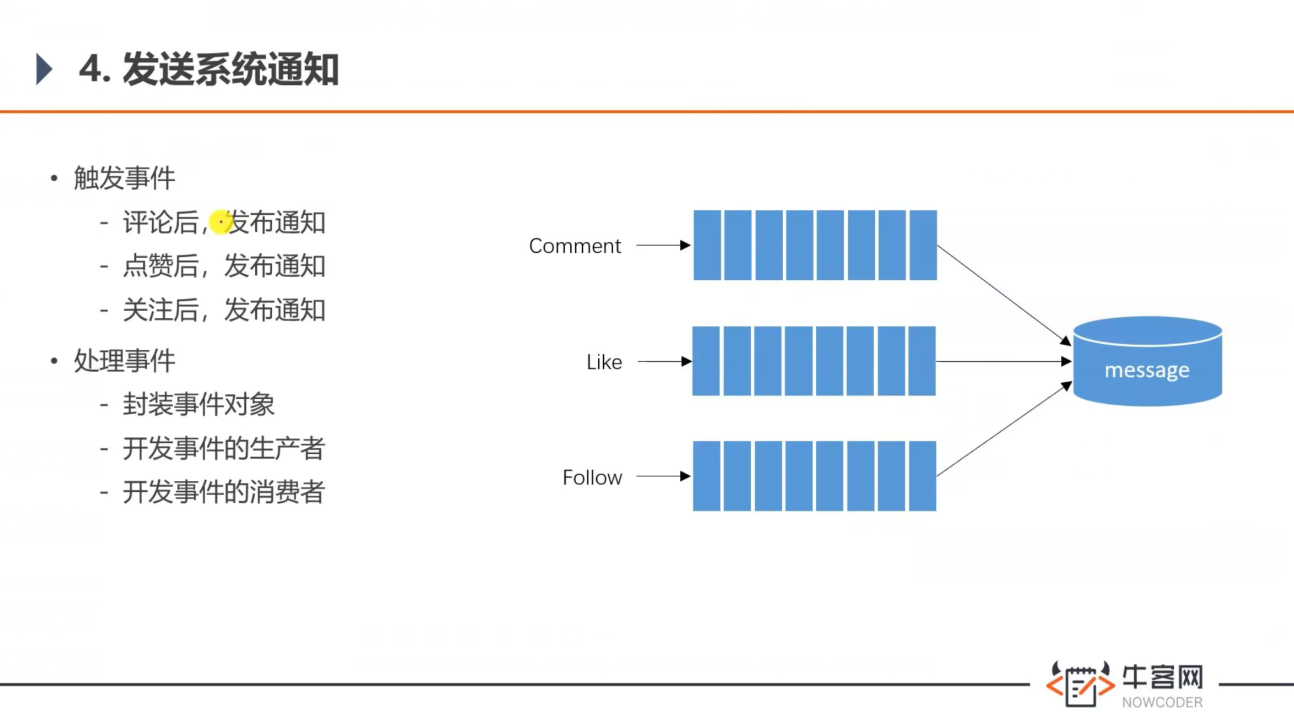 4. 发送系统通知
• 触发事件
- 评论后，发布通知
- 点赞后，发布通知
- 关注后，发布通知
• 处理事件
- 封装事件对象
- 开发事件的生产者
- 开发事件的消费者
Comment
Like
Follow
message
牛客网
NOWCODER